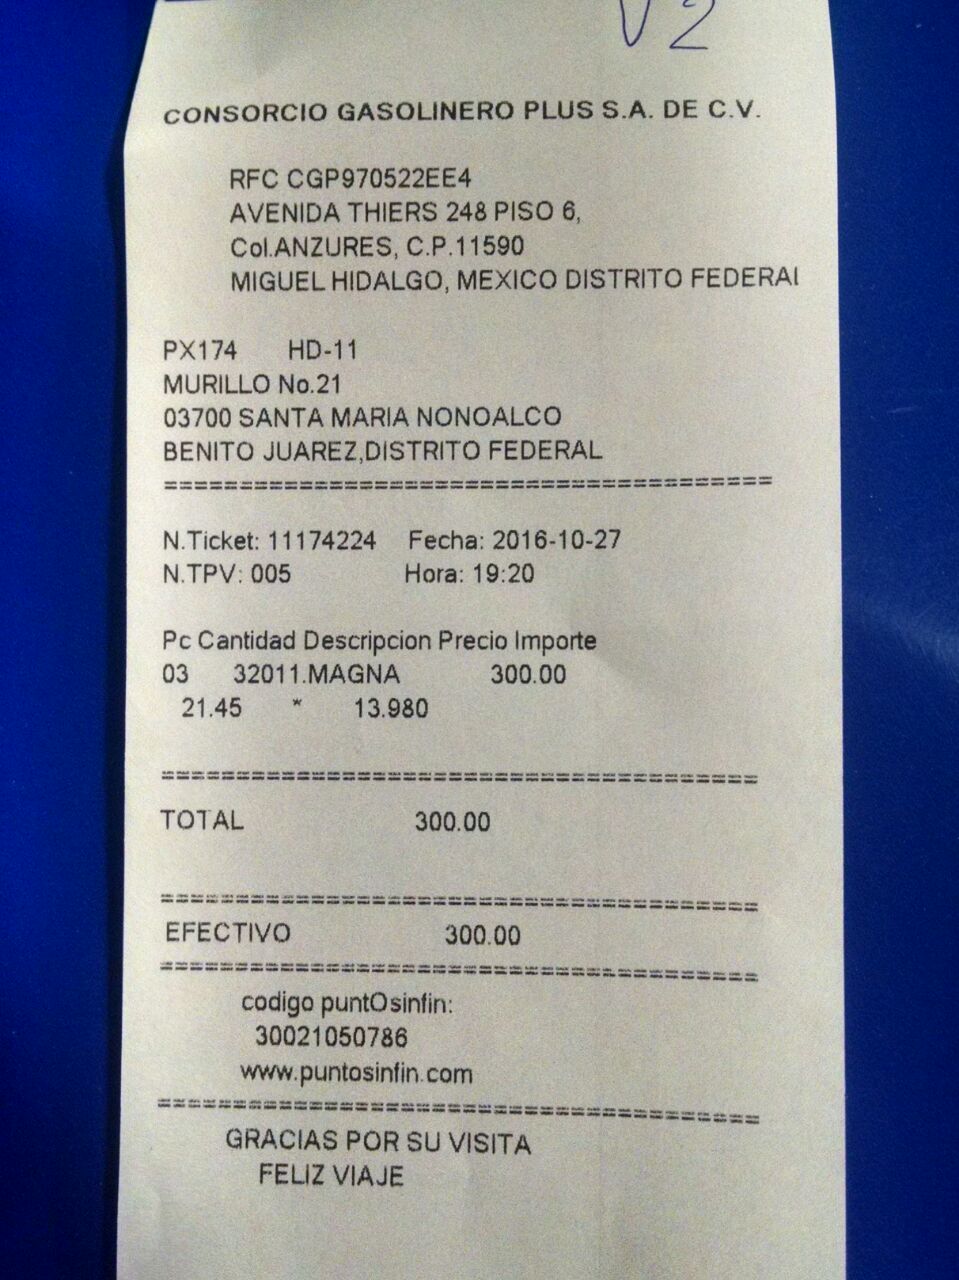 V2
CONSORCIO GASOLINERO PLUS S.A. DE C.V.
RFC CGP970522EE4
AVENIDA THIERS 248 PISO 6,
Col.ANZURES, C.P.11590
MIGUEL HIDALGO, MEXICO DISTRITO FEDERAl
PX174 HD-11
MURILLO No.21
03700 SANTA MARIA NONOALCO
BENITO JUAREZ,DISTRITO FEDERAL
========================================
N.Ticket: 11174224 Fecha: 2016-10-27
N.TPV: 005 Hora: 19:20
Pc Cantidad Descripcion Precio Importe
03 32011.MAGNA 300.00
21.45 * 13.980
========================================
TOTAL 300.00
========================================
EFECTIVO 300.00
========================================
codigo puntOsinfin:
30021050786
www.puntosinfin.com
========================================
GRACIAS POR SU VISITA
FELIZ VIAJE